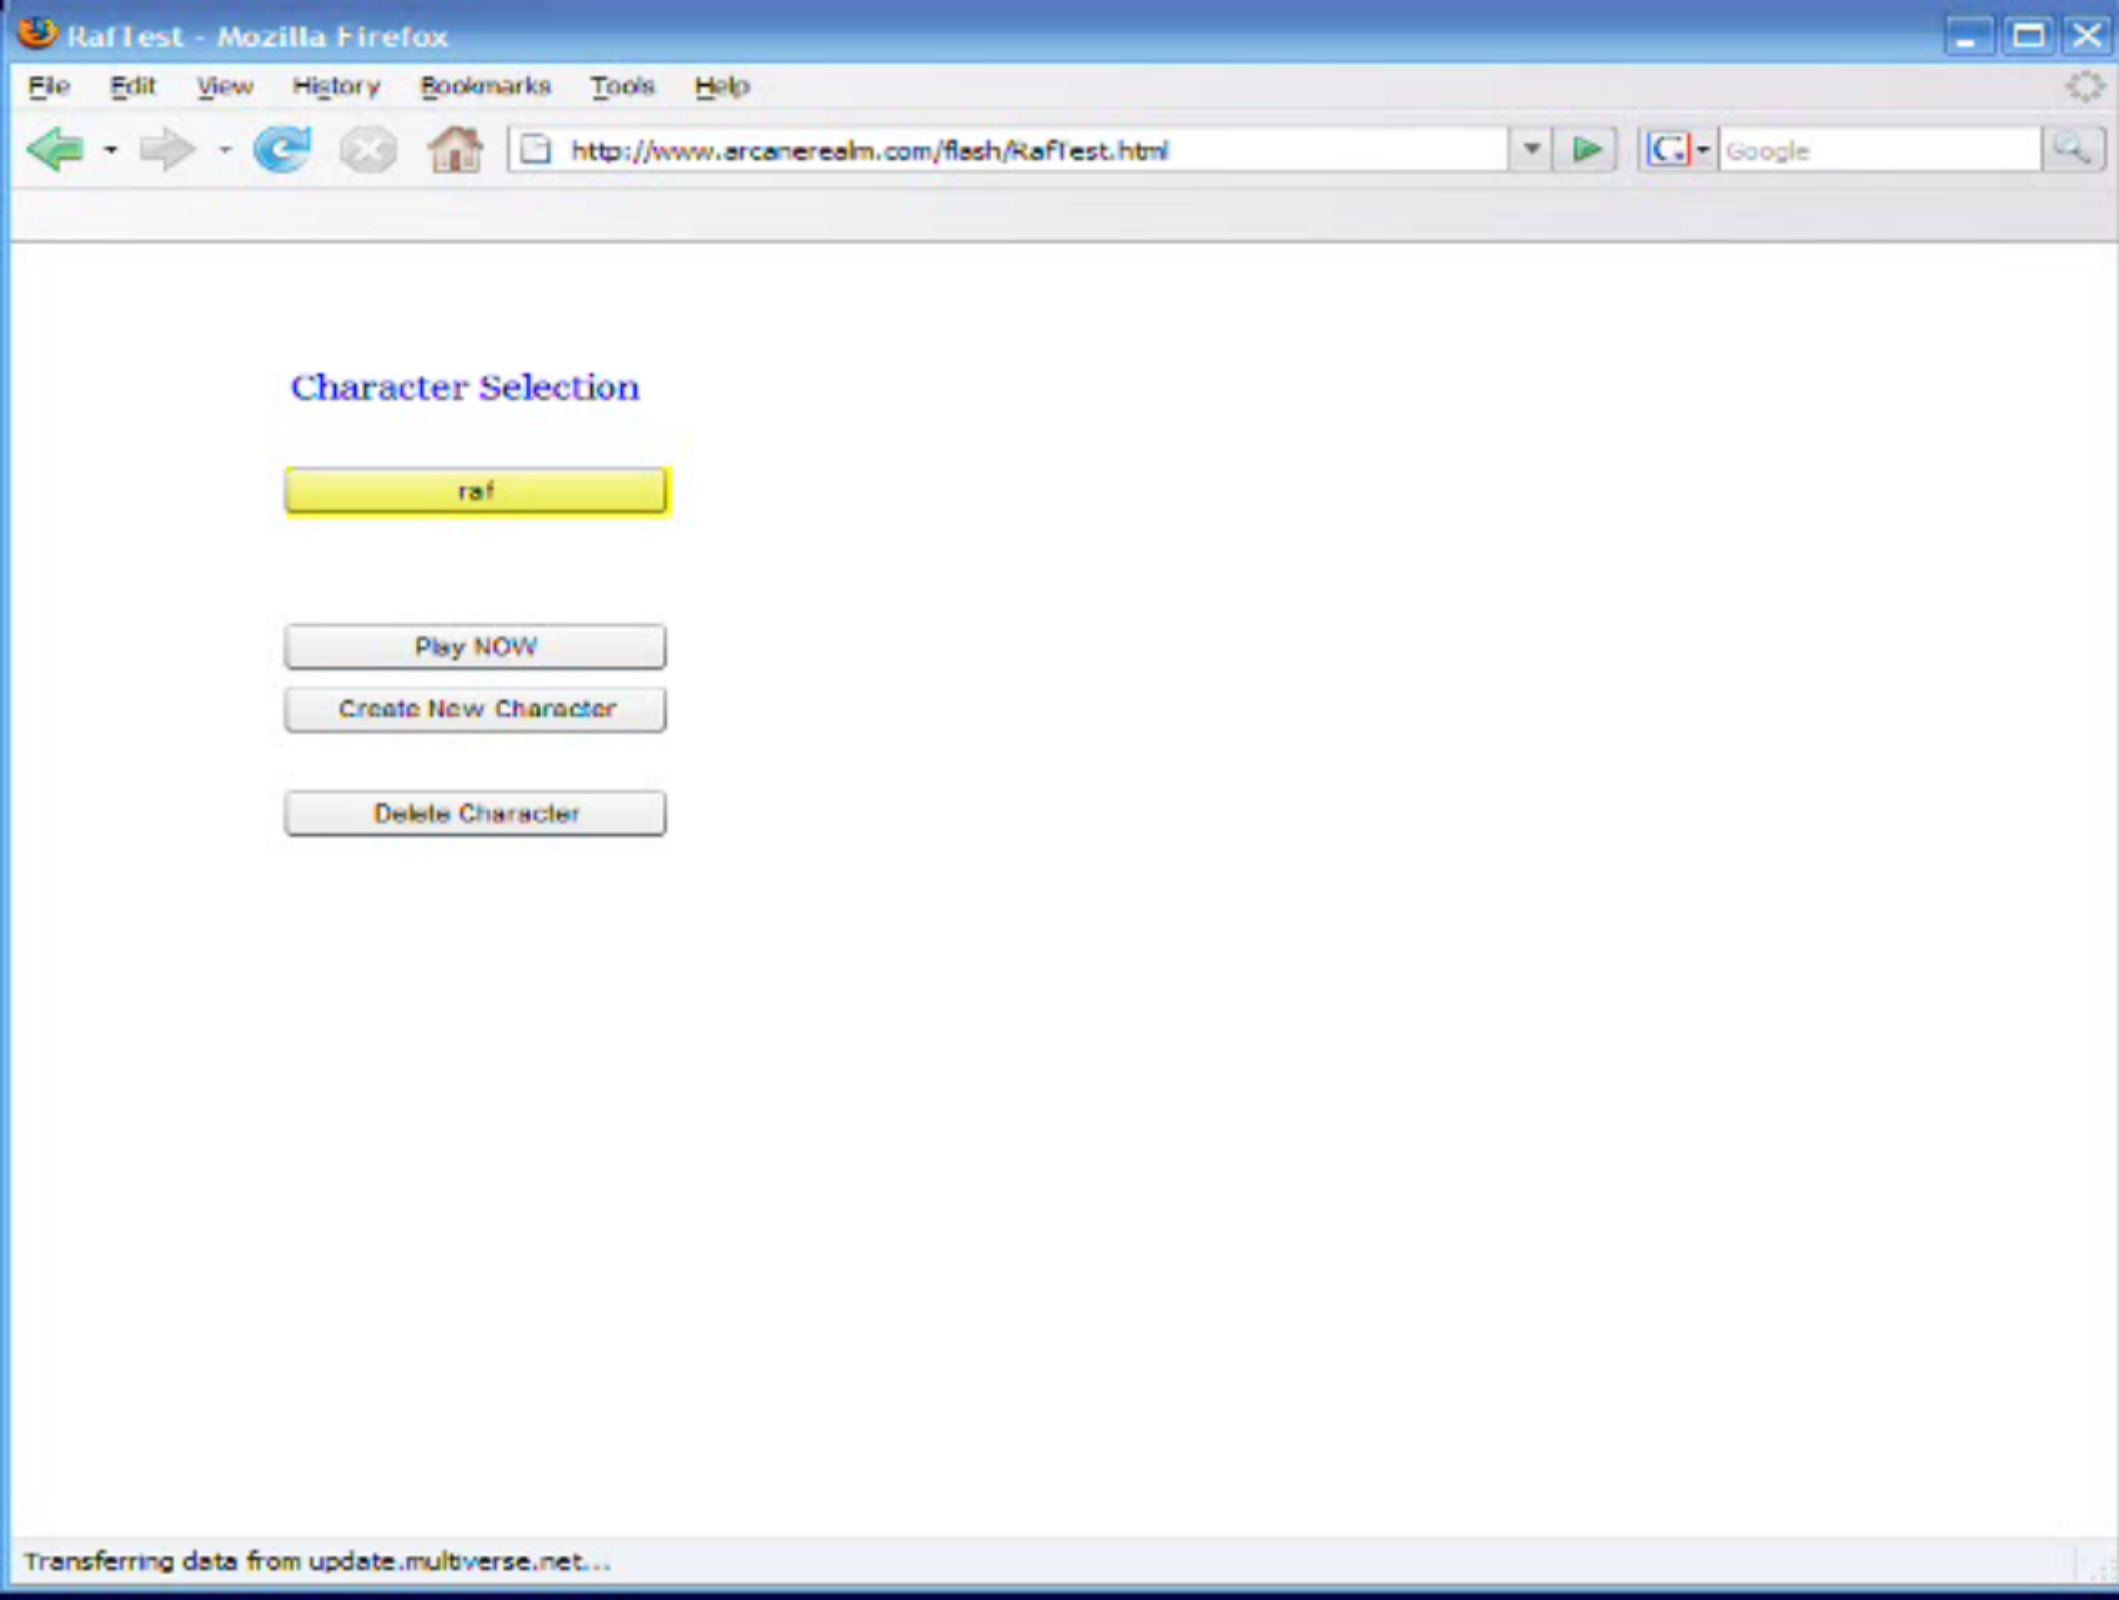 RafTest - Mozilla Firefox
File Edit View History Bookmarks Tools Help
http://www.arcanerealm.com/flash/RafTest.html Google
Character Selection
raf
Play NOW
Create New Character
Delete Character
Transferring data from update.multiverse.net...